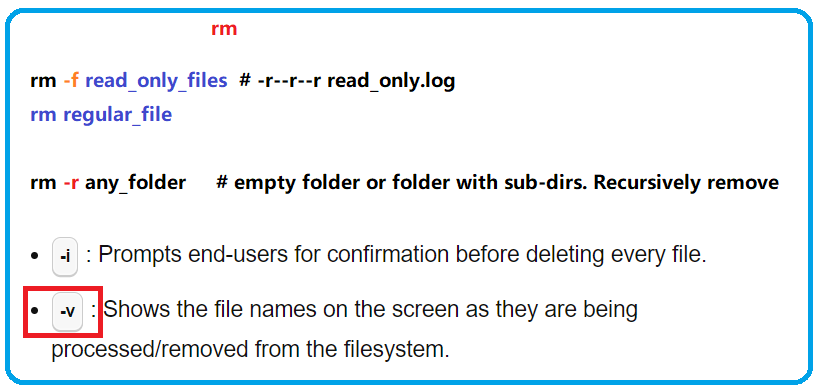 rm
rm -f read_only_files # -r--r--r read_only.log
rm regular_file
rm -r any_folder # empty folder or folder with sub-dirs. Recursively remove
• -i : Prompts end-users for confirmation before deleting every file.
• -v : Shows the file names on the screen as they are being
processed/removed from the filesystem.